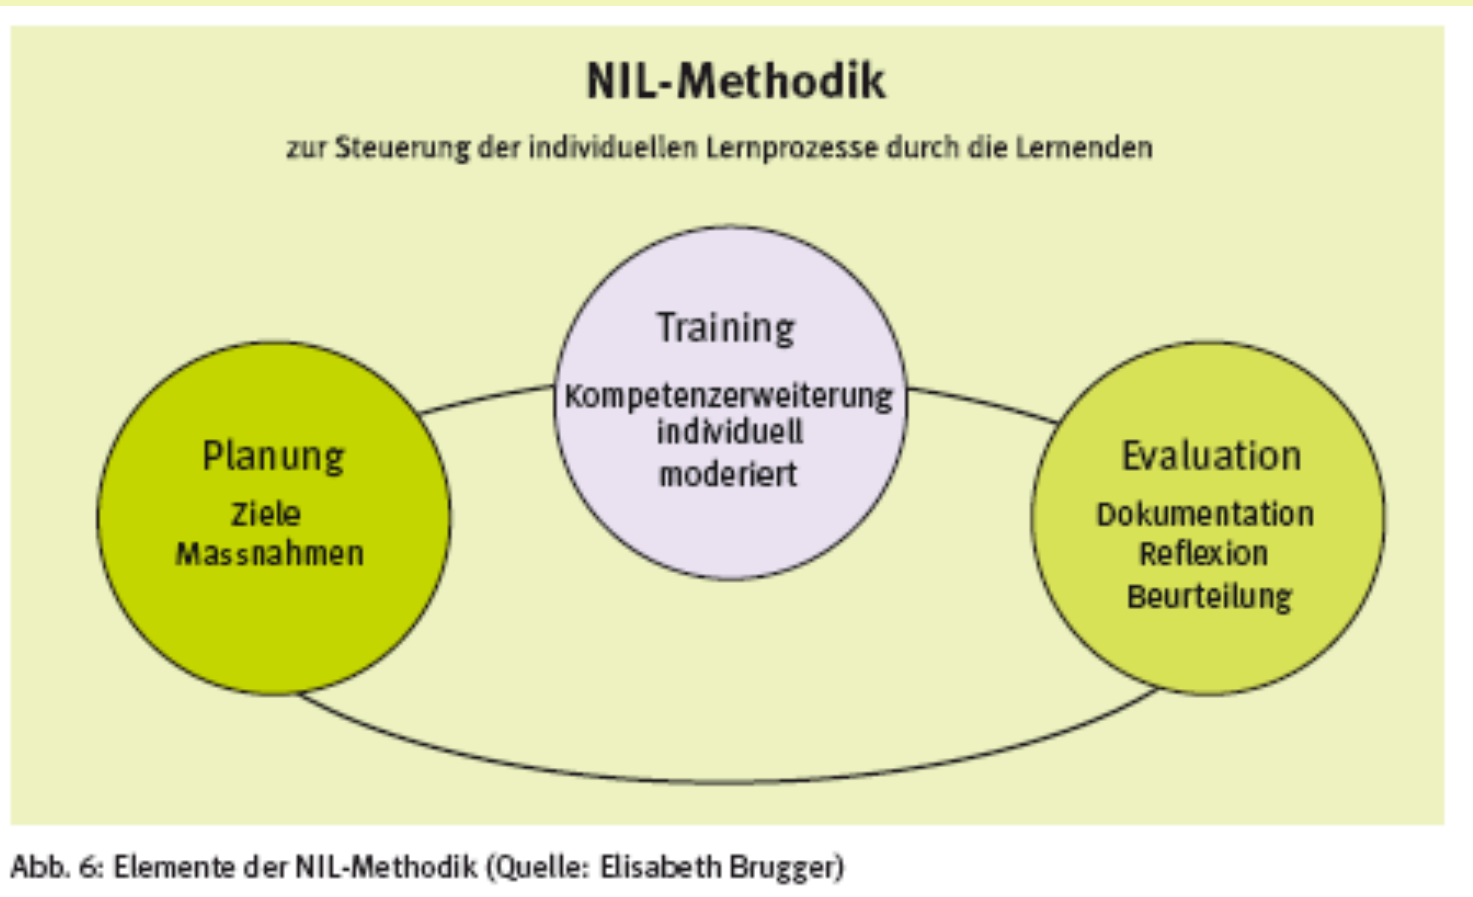 NIL-Methodik
zur Steuerung der individuellen Lernprozesse durch die Lernenden
Training
Kompetenzerweiterung
individuell
moderiert
Planung
Ziele
Massnahmen
Evaluation
Dokumentation
Reflexion
Beurteilung
Abb. 6: Elemente der NIL-Methodik (Quelle: Elisabeth Brugger)